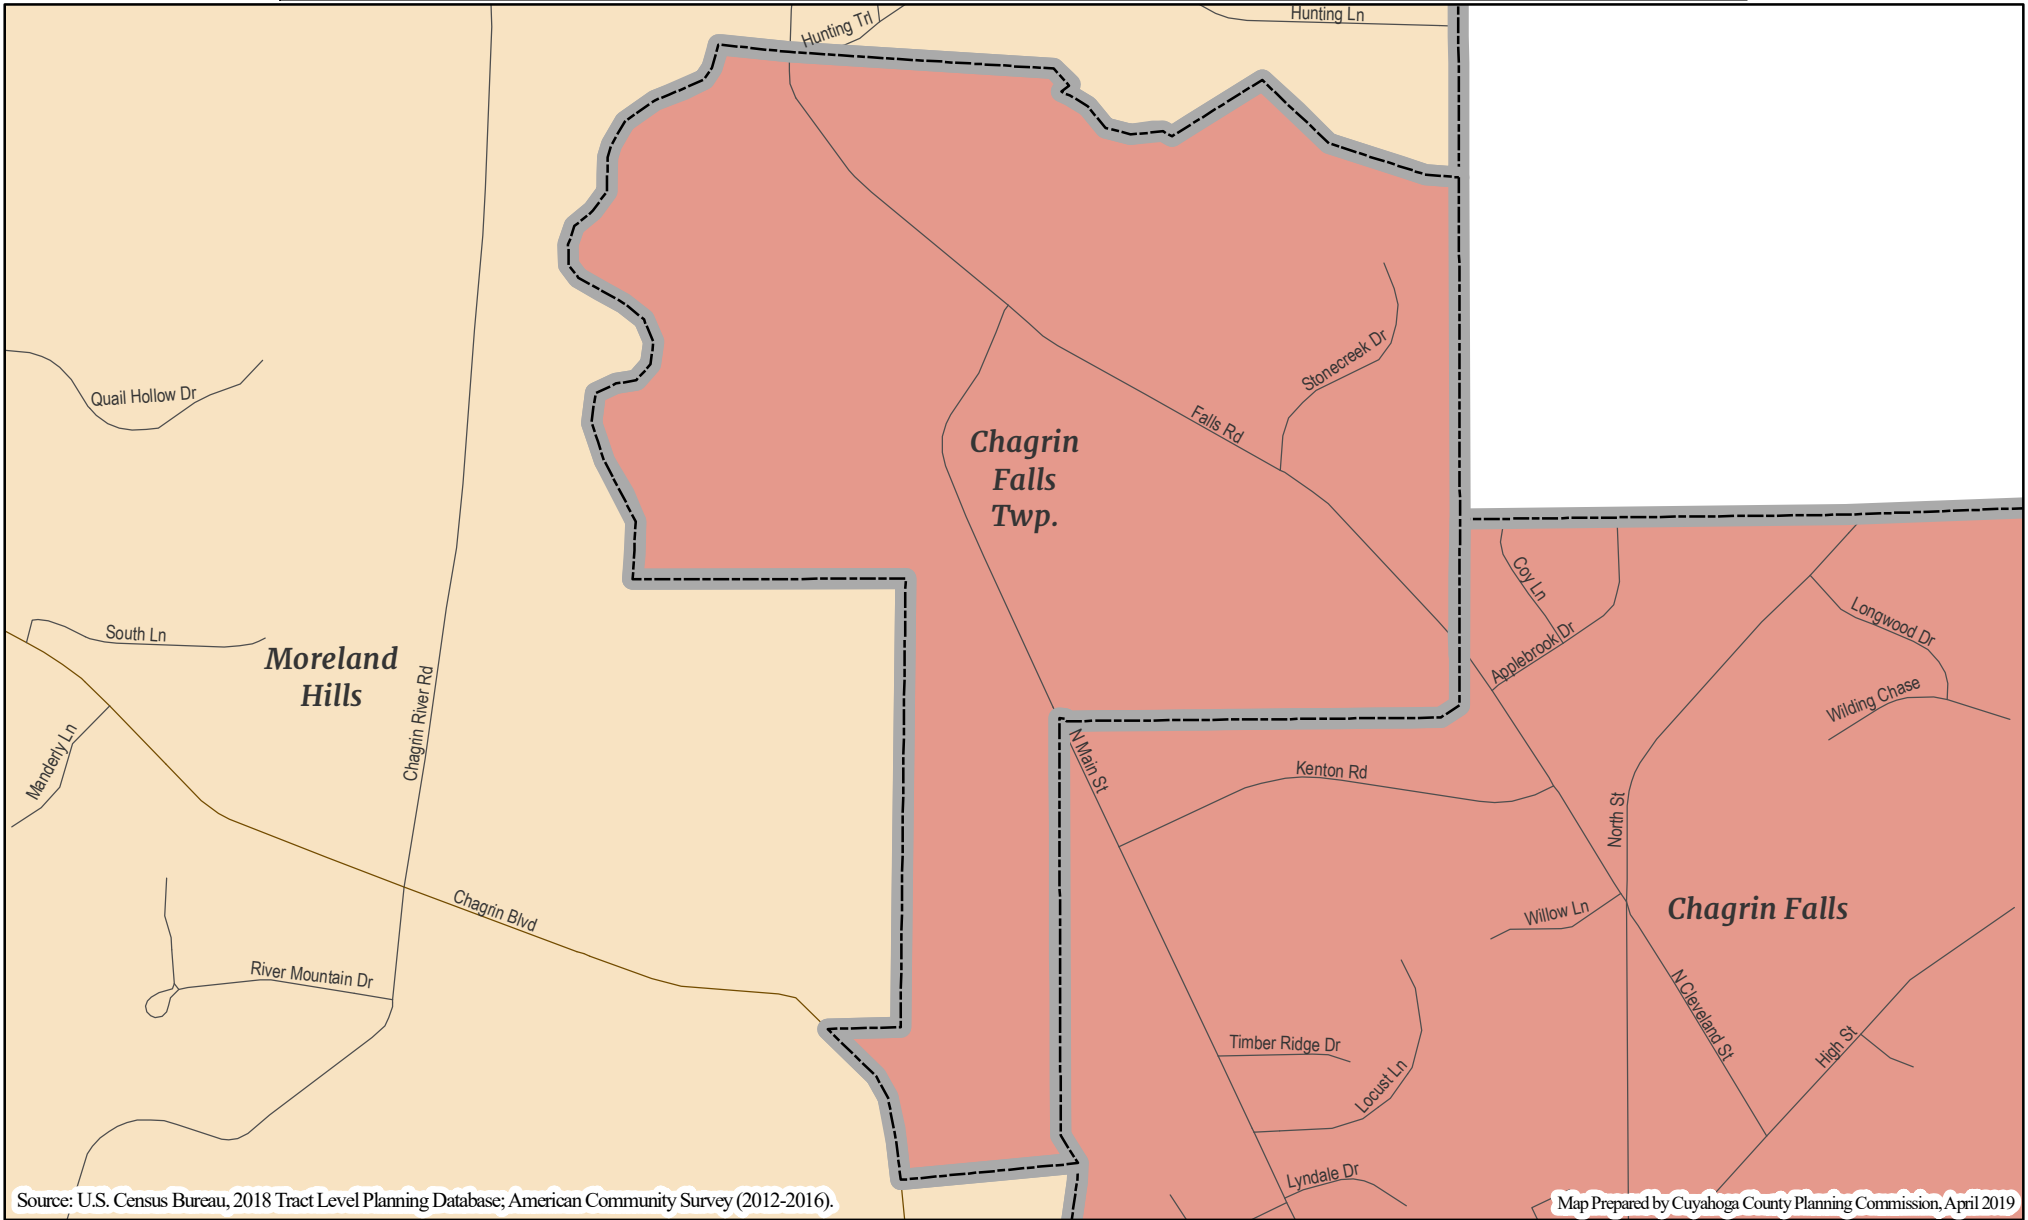 Hunting Trl
Hunting Ln
Quail Hollow Dr
Stonecreek Dr
Falls Rd
Chagrin
Falls
Twp.
Coy Ln
Longwood Dr
South Ln
Applebrook Dr
Moreland
Hills
Chagrin River Rd
Wilding Chase
Manderly Ln
N Main St
Kenton Rd
North St
Chagrin Blvd
Willow Ln
Chagrin Falls
River Mountain Dr
N Cleveland St
Timber Ridge Dr
High St
Locust Ln
Lyndale Dr
Source: U.S. Census Bureau, 2018 Tract Level Planning Database; American Community Survey (2012-2016).
Map Prepared by Cuyahoga County Planning Commission, April 2019